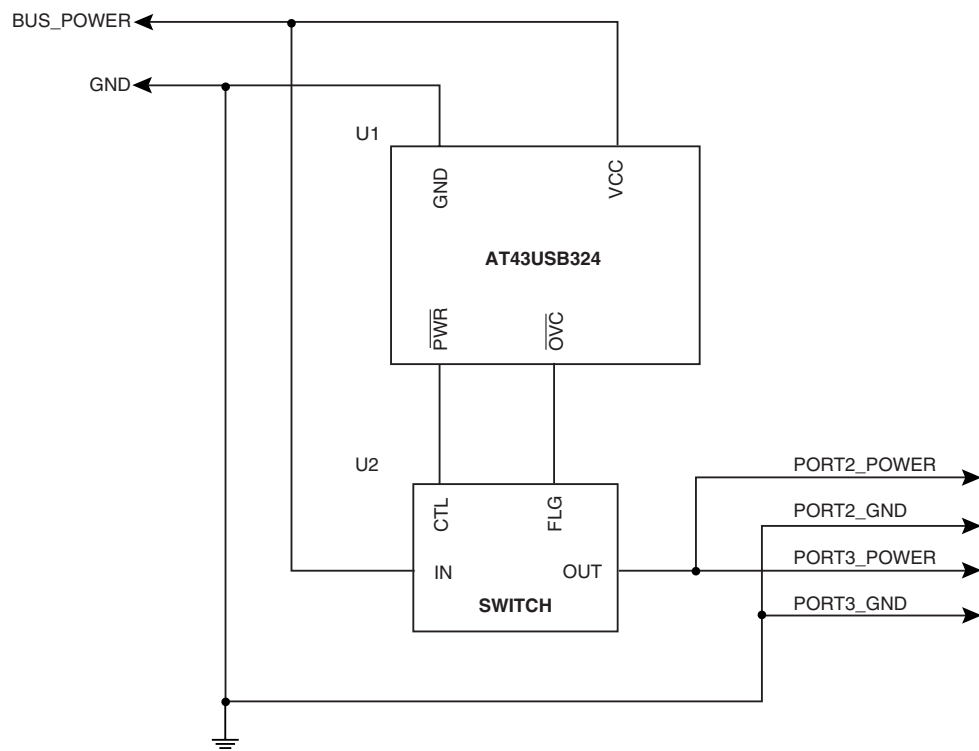 BUS_POWER
GND
U1
GND
VCC
AT43USB324
PWR
OVC
U2
CTL
FLG
IN
OUT
SWITCH
PORT2_POWER
PORT2_GND
PORT3_POWER
PORT3_GND